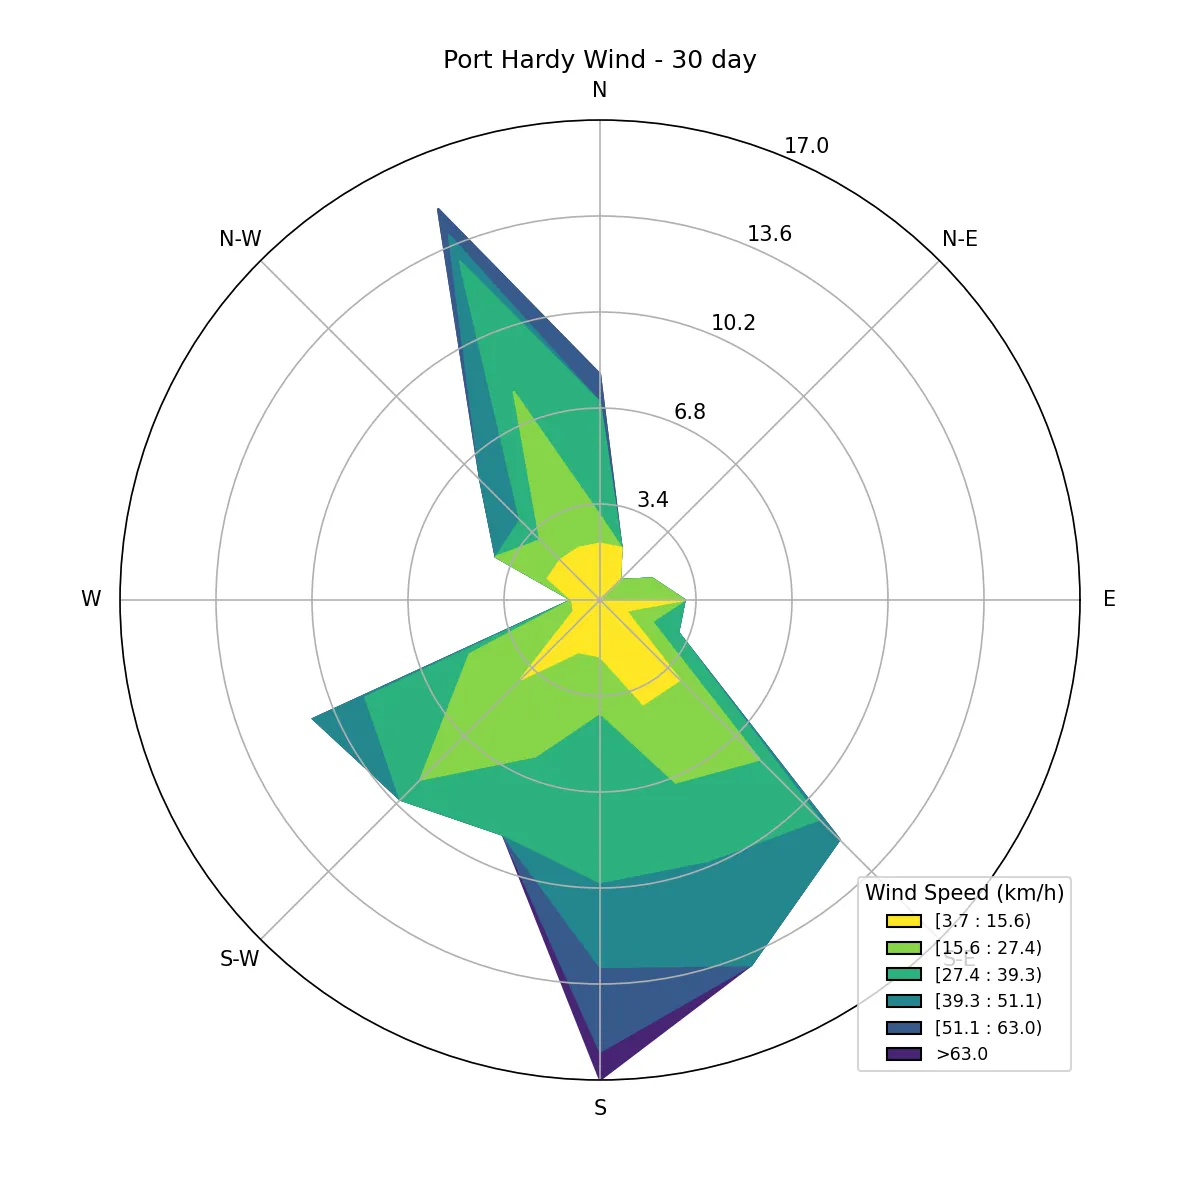 Port Hardy Wind - 30 day
N
17.0
13.6
N-W
N-E
10.2
6.8
3.4
W
E
Wind Speed (km/h)
[3.7 : 15.6)
[15.6 : 27.4)
S-W
S-E
[27.4 : 39.3)
[39.3 : 51.1)
[51.1 : 63.0)
>63.0
S